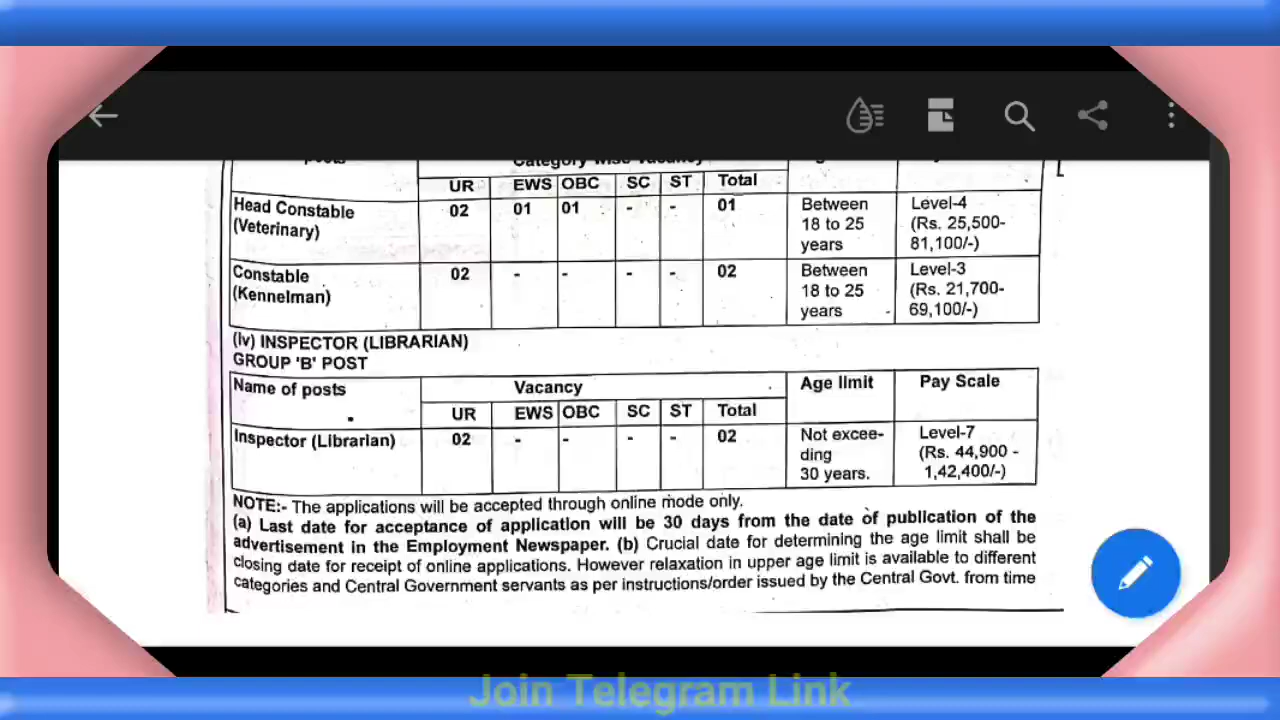 posts Category wise Vacancy
UR EWS OBC SC ST Total
Head Constable (Veterinary) 02 01 01 - - 01 Between 18 to 25 years Level-4 (Rs. 25,500-81,100/-)
Constable (Kennelman) 02 - - - - 02 Between 18 to 25 years Level-3 (Rs. 21,700-69,100/-)
(iv) INSPECTOR (LIBRARIAN)
GROUP 'B' POST
Name of posts Vacancy Age limit Pay Scale
UR EWS OBC SC ST Total
Inspector (Librarian) 02 - - - - 02 Not excee-ding 30 years. Level-7 (Rs. 44,900 - 1,42,400/-)
NOTE:- The applications will be accepted through online mode only.
(a) Last date for acceptance of application will be 30 days from the date of publication of the
advertisement in the Employment Newspaper. (b) Crucial date for determining the age limit shall be
closing date for receipt of online applications. However relaxation in upper age limit is available to different
categories and Central Government servants as per instructions/order issued by the Central Govt. from time
Join Telegram Link